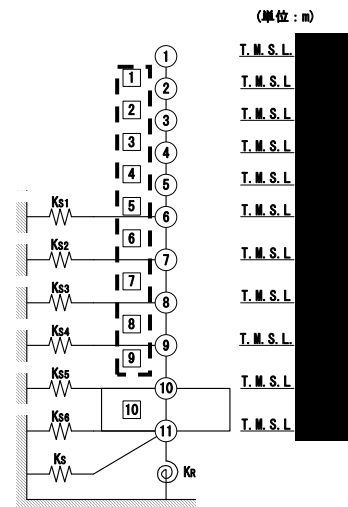 (単位:m)
1 T.M.S.L.
1
2 T.M.S.L
2
3 T.M.S.L
3
4 T.M.S.L
4
5 T.M.S.L
5
Ks1 6 T.M.S.L
6
Ks2 7 T.M.S.L
7
Ks3 8 T.M.S.L
8
Ks4 9 T.M.S.L.
9
Ks5 10 T.M.S.L
10
Ks6 11 T.M.S.L
Ks KR